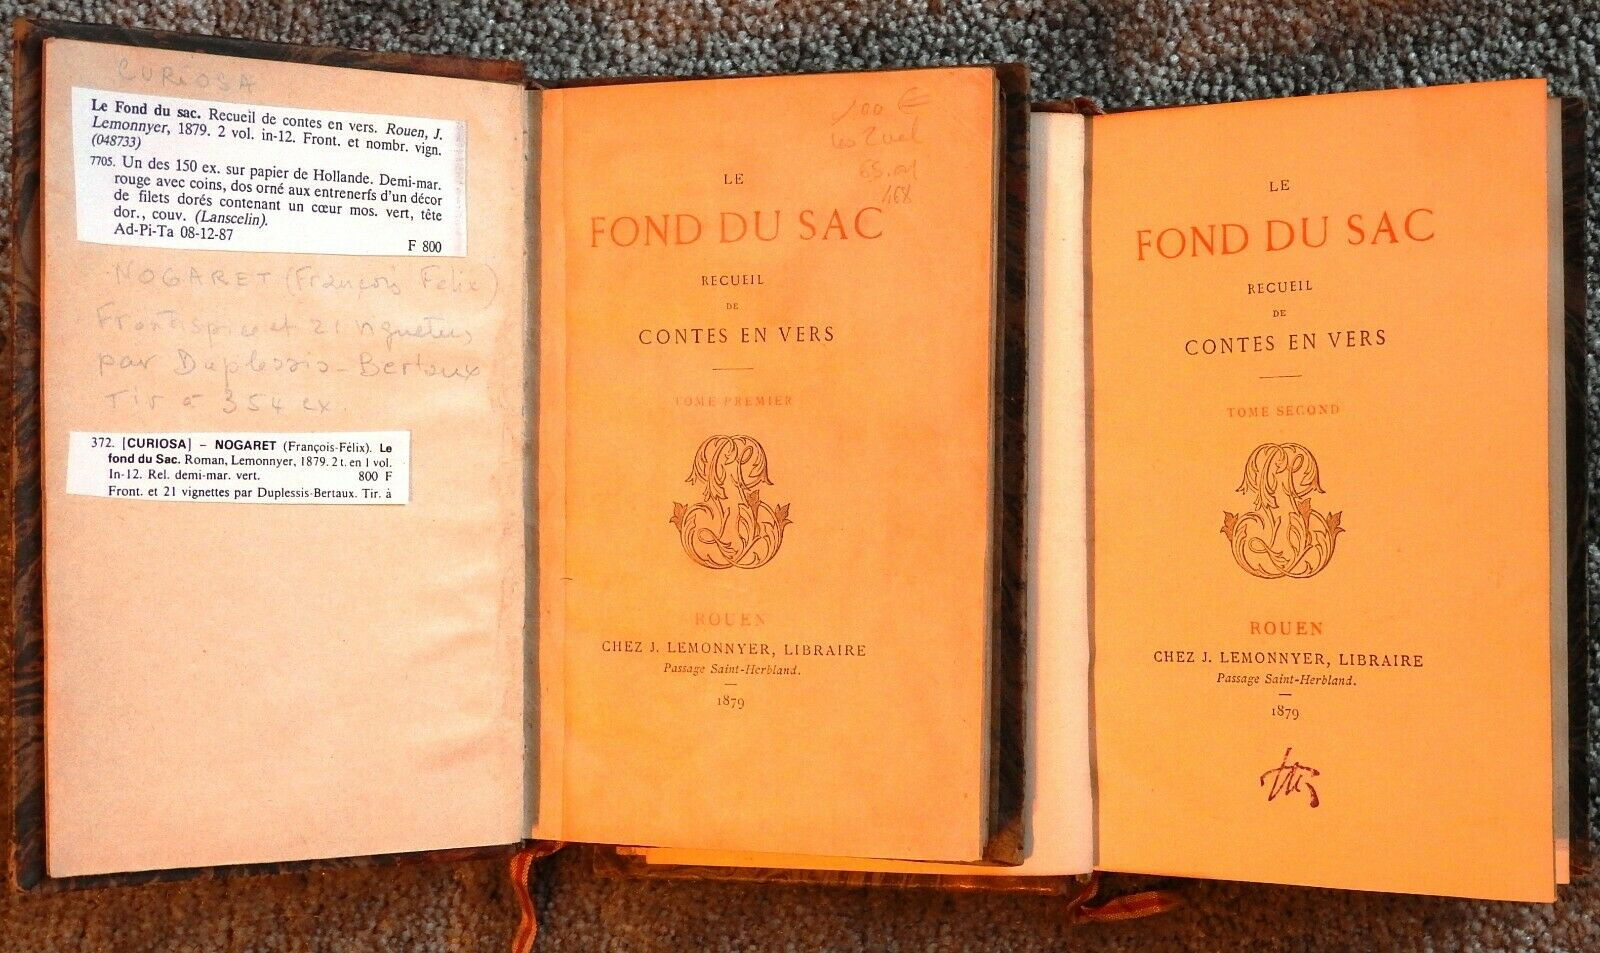 CURIOSA
Le Fond du sac. Recueil de contes en vers. Rouen, J.
Lemonnyer, 1879. 2 vol. in-12. Front. et nombr. vign.
(048733)
7705. Un des 150 ex. sur papier de Hollande. Demi-mar.
rouge avec coins, dos orné aux entrenerfs d'un décor
de filets dorés contenant un cœur mos. vert, tête
dor., couv. (Lanscelin).
Ad-Pi-Ta 08-12-87
F 800
NOGARET (François Felix)
Frontispice et 21 vignettes
par Duplessis-Bertaux
Tir à 354 ex.
372. [CURIOSA] – NOGARET (François-Félix). Le
fond du Sac. Roman, Lemonnyer, 1879. 2 t. en 1 vol.
In-12. Rel. demi-mar. vert. 800 F
Front. et 21 vignettes par Duplessis-Bertaux. Tir. à
100 €
les 2 vol
468
LE
FOND DU SAC
RECUEIL
DE
CONTES EN VERS
TOME PREMIER
ROUEN
CHEZ J. LEMONNYER, LIBRAIRE
Passage Saint-Herbland.
1879
LE
FOND DU SAC
RECUEIL
DE
CONTES EN VERS
TOME SECOND
ROUEN
CHEZ J. LEMONNYER, LIBRAIRE
Passage Saint-Herbland.
1879